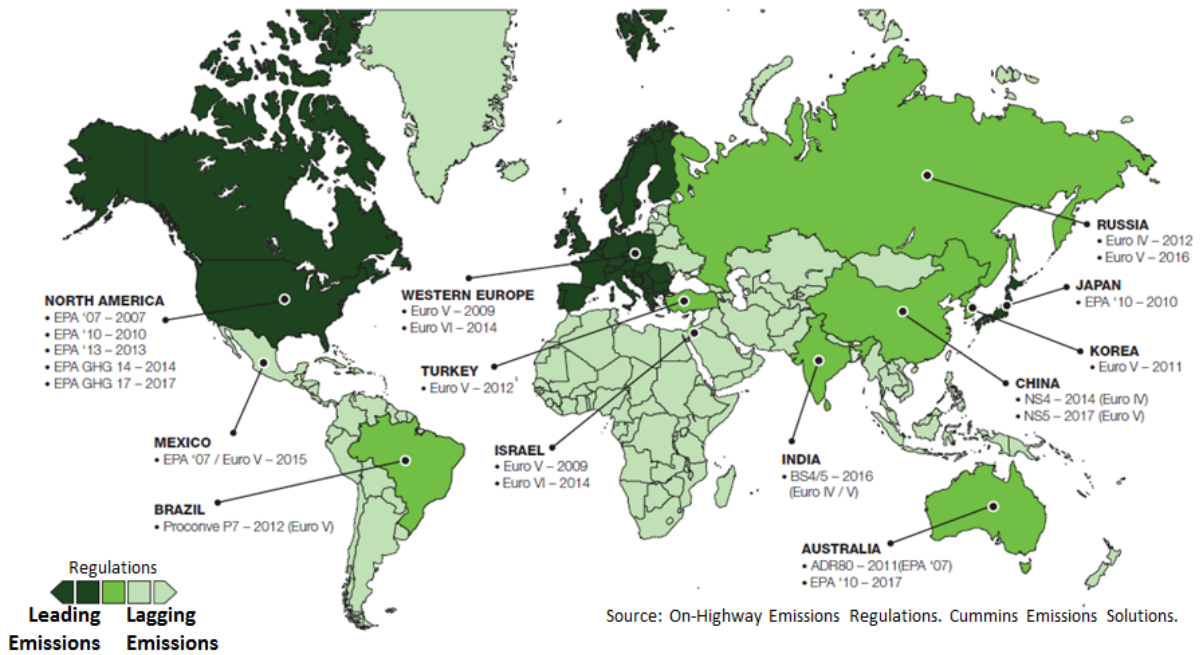 NORTH AMERICA
• EPA '07 – 2007
• EPA '10 – 2010
• EPA '13 – 2013
• EPA GHG 14 – 2014
• EPA GHG 17 – 2017
MEXICO
• EPA '07 / Euro V – 2015
BRAZIL
• Proconve P7 – 2012 (Euro V)
WESTERN EUROPE
• Euro V – 2009
• Euro VI – 2014
TURKEY
• Euro V – 2012
ISRAEL
• Euro V – 2009
• Euro VI – 2014
RUSSIA
• Euro IV – 2012
• Euro V – 2016
JAPAN
• EPA '10 – 2010
KOREA
• Euro V – 2011
CHINA
• NS4 – 2014 (Euro IV)
• NS5 – 2017 (Euro V)
INDIA
• BS4/5 – 2016
(Euro IV / V)
AUSTRALIA
• ADR80 – 2011(EPA '07)
• EPA '10 – 2017
Regulations
Leading Emissions
Lagging Emissions
Source: On-Highway Emissions Regulations. Cummins Emissions Solutions.